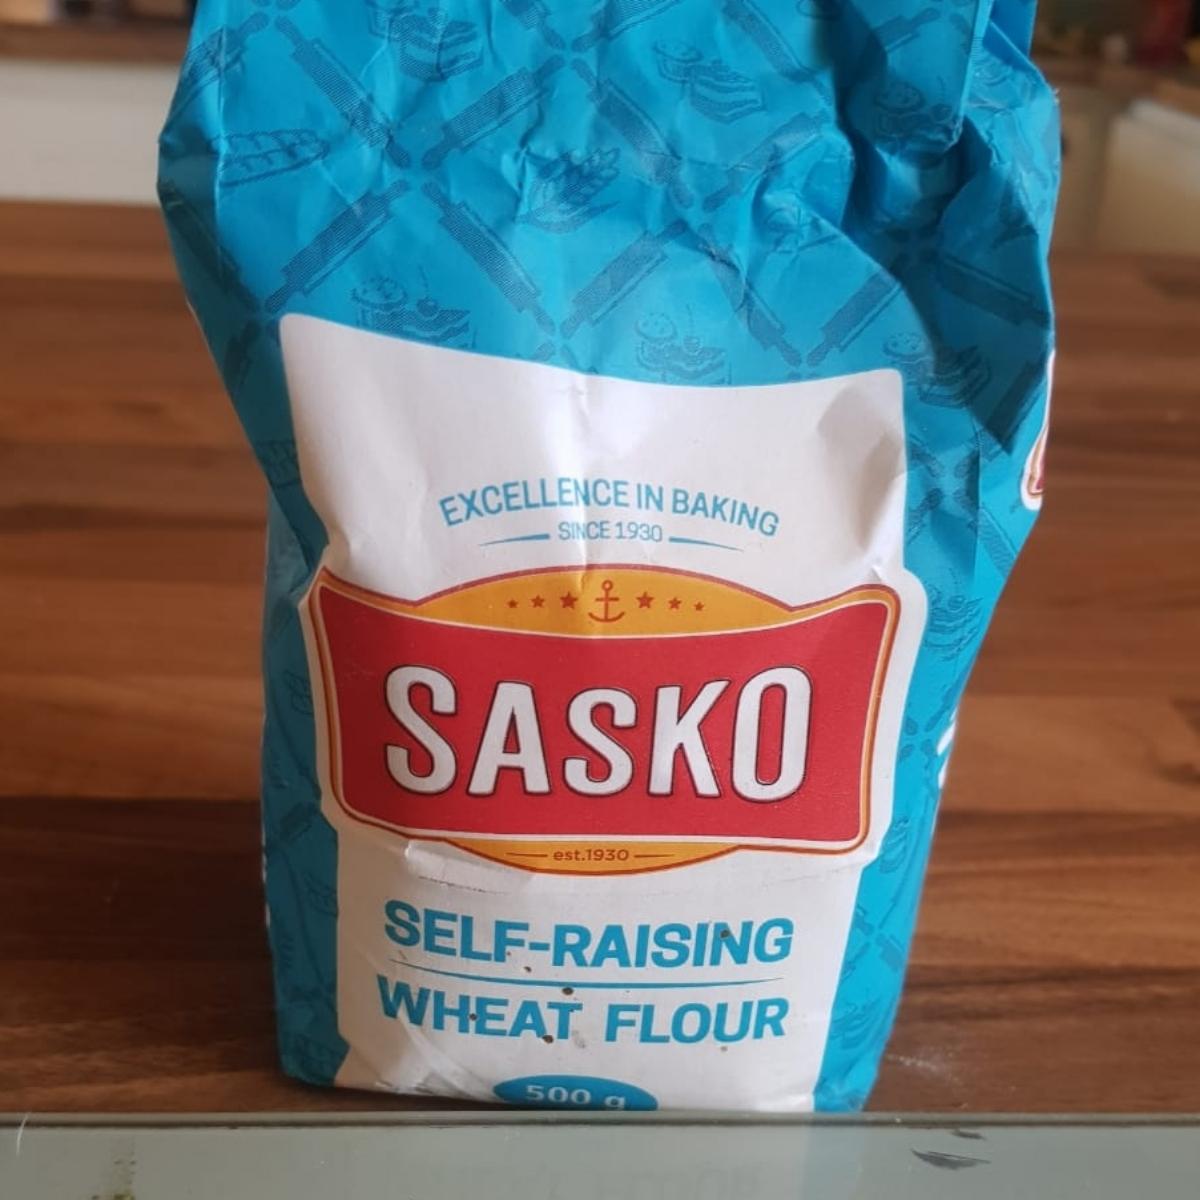 EXCELLENCE IN BAKING
SINCE 1930
SASKO
est.1930
SELF-RAISING
WHEAT FLOUR
500 g